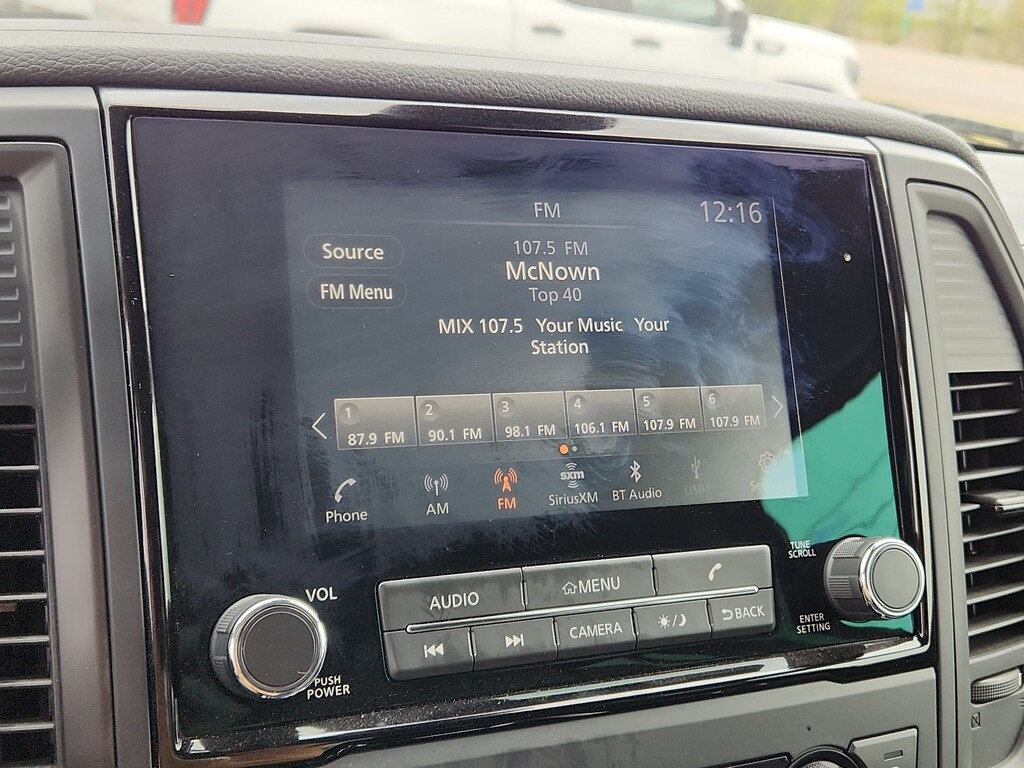 FM
12:16
Source
107.5 FM
McNown
FM Menu
Top 40
MIX 107.5 Your Music Your
Station
1 2 3 4 5 6
87.9 FM 90.1 FM 98.1 FM 106.1 FM 107.9 FM 107.9 FM
Phone AM FM sxm SiriusXM BT Audio
TUNE
SCROLL
VOL
AUDIO MENU
PUSH
POWER
CAMERA BACK
ENTER
SETTING